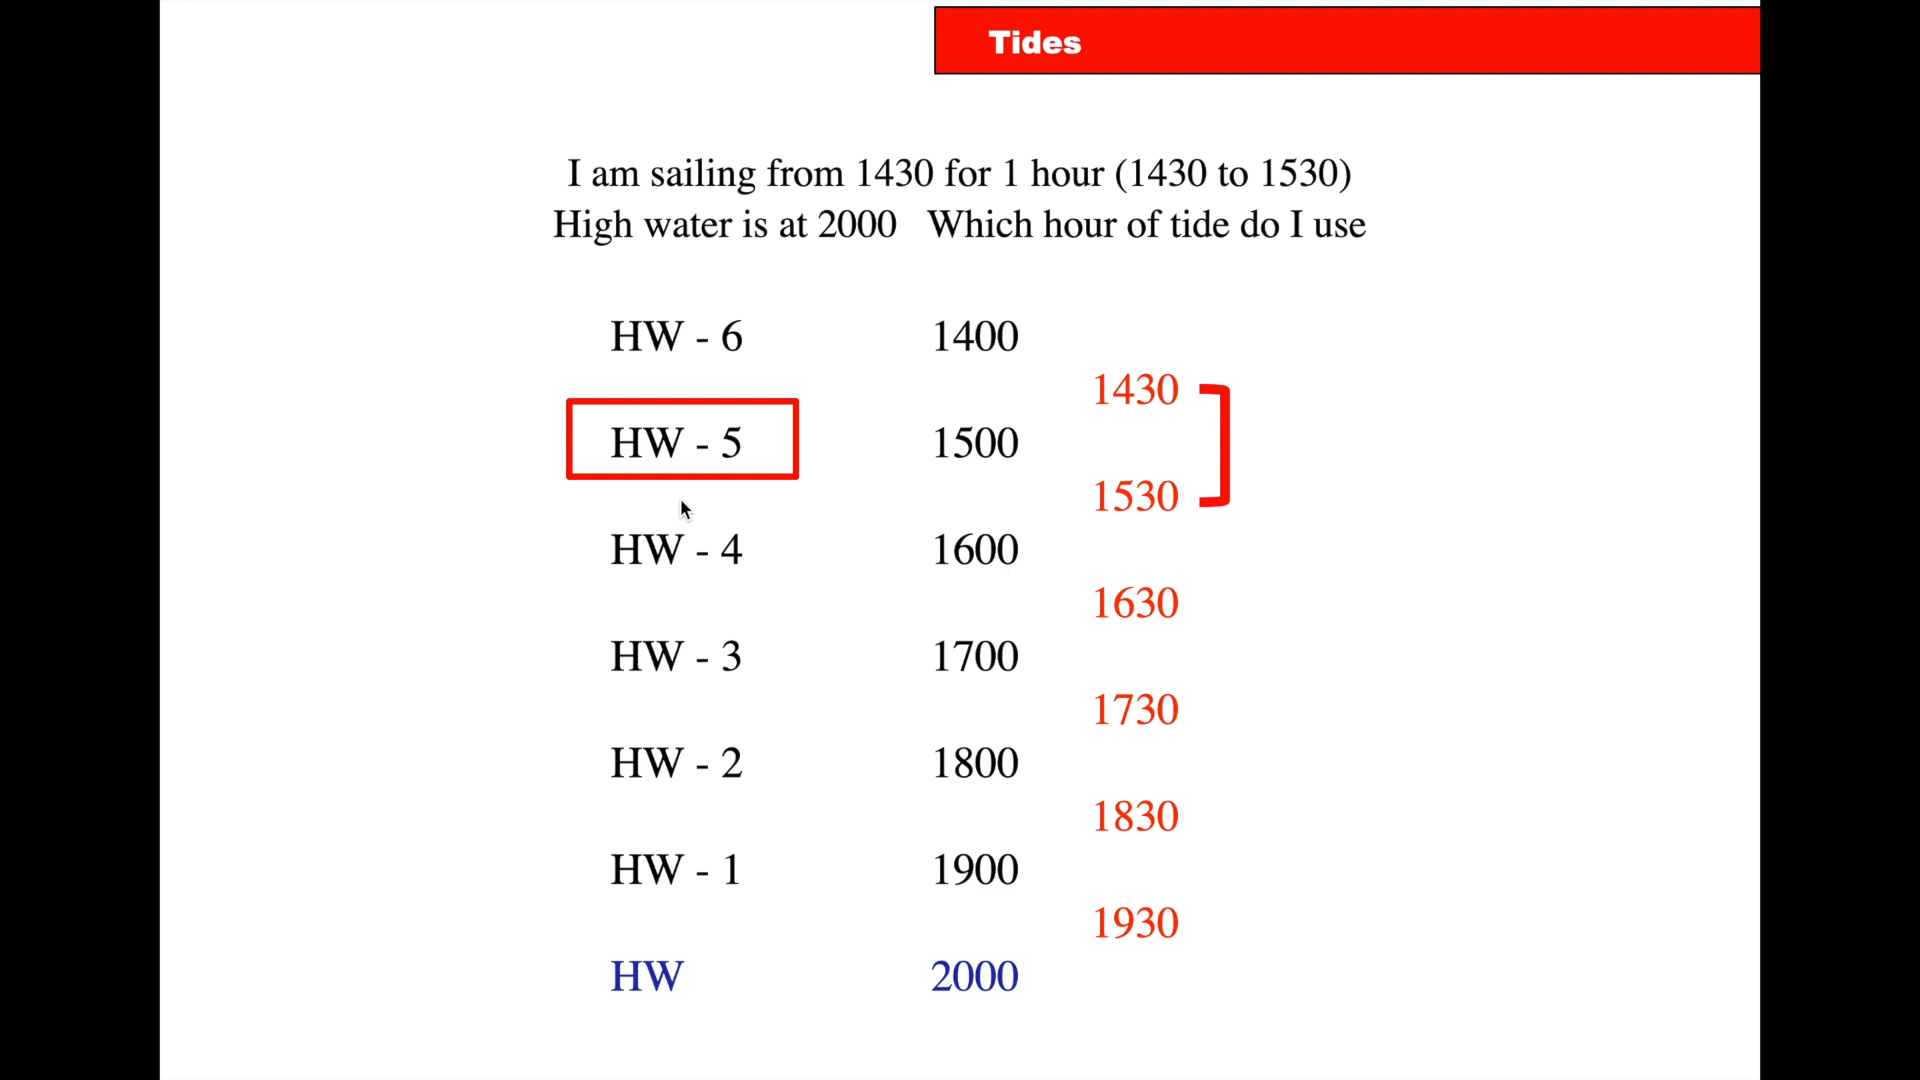 Tides
I am sailing from 1430 for 1 hour (1430 to 1530)
High water is at 2000 Which hour of tide do I use
HW - 6 1400
1430
HW - 5 1500
1530
HW - 4 1600
1630
HW - 3 1700
1730
HW - 2 1800
1830
HW - 1 1900
1930
HW 2000